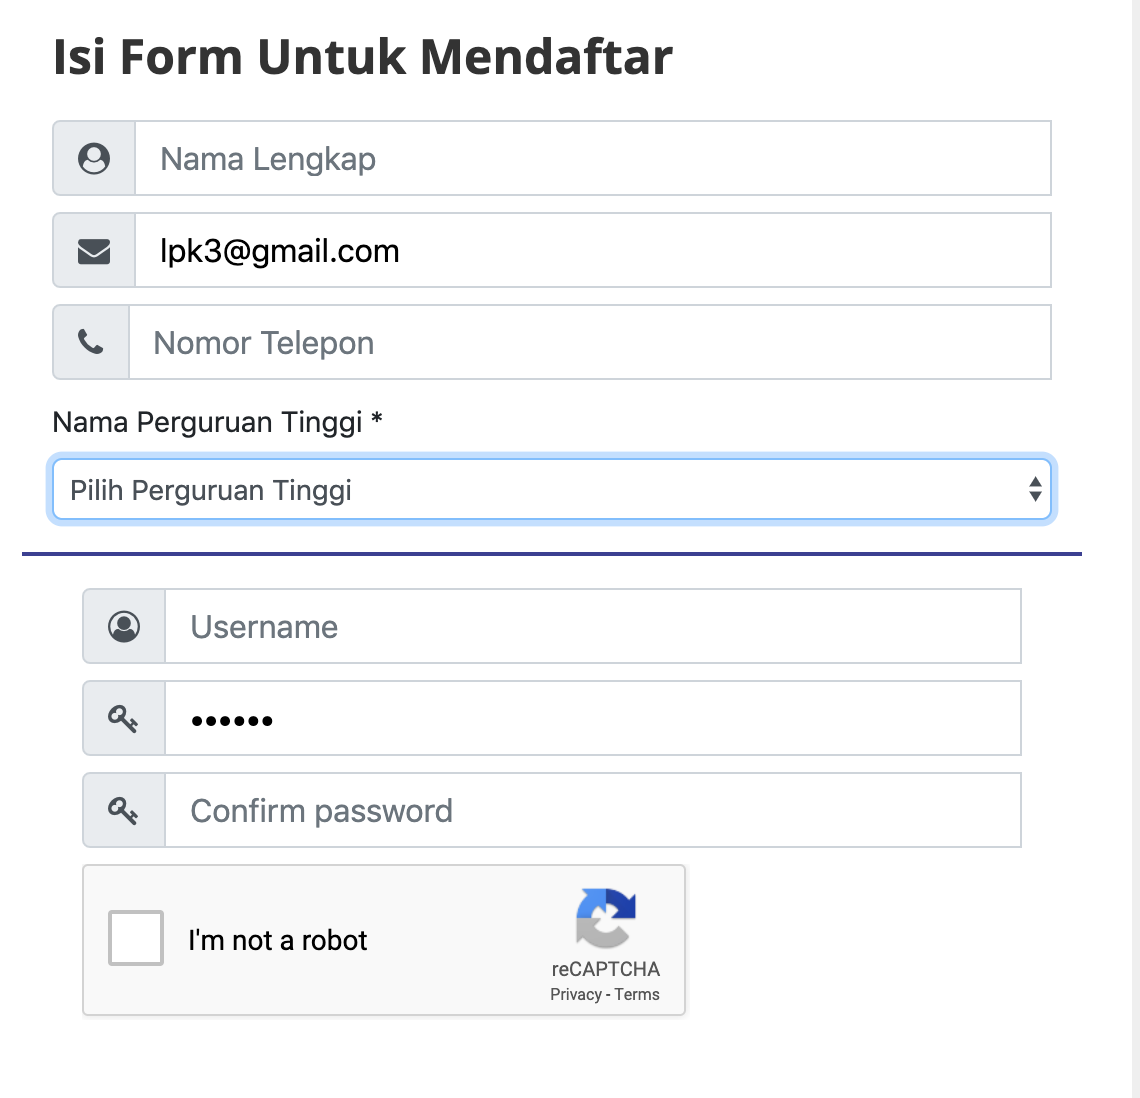 Isi Form Untuk Mendaftar
Nama Lengkap
lpk3@gmail.com
Nomor Telepon
Nama Perguruan Tinggi *
Pilih Perguruan Tinggi
Username
••••••
Confirm password
I'm not a robot
reCAPTCHA
Privacy - Terms